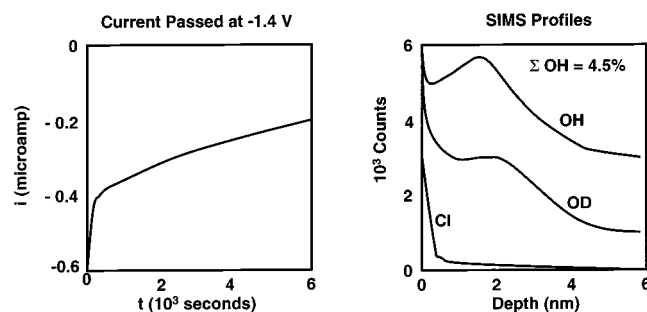 Current Passed at -1.4 V
0
- 0.2
- 0.4
-0.6
i (microamp)
0
2
4
6
t (10³ seconds)
SIMS Profiles
6
4
2
0
10³ Counts
Σ OH = 4.5%
OH
OD
Cl
0
2
4
6
Depth (nm)